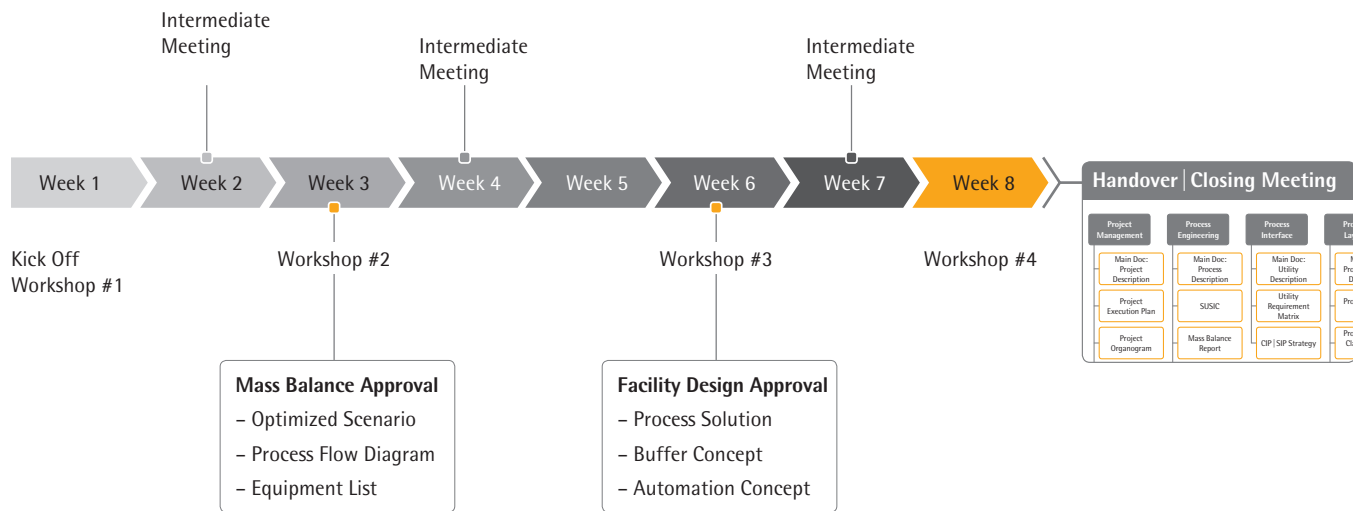 Intermediate
Meeting
Intermediate
Meeting
Intermediate
Meeting
Week 1
Week 2
Week 3
Week 4
Week 5
Week 6
Week 7
Week 8
Kick Off
Workshop #1
Workshop #2
Workshop #3
Workshop #4
Mass Balance Approval
– Optimized Scenario
– Process Flow Diagram
– Equipment List
Facility Design Approval
– Process Solution
– Buffer Concept
– Automation Concept
Handover | Closing Meeting
Project
Management
Main Doc:
Project
Description
Project
Execution Plan
Project
Organogram
Process
Engineering
Main Doc:
Process
Description
SUSIC
Mass Balance
Report
Process
Interface
Main Doc:
Utility
Description
Utility
Requirement
Matrix
CIP | SIP Strategy